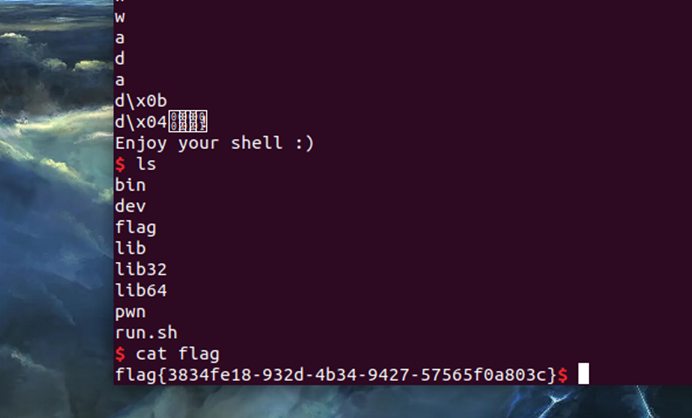 w
a
d
a
d\x0b
d\x04
Enjoy your shell :)
$ ls
bin
dev
flag
lib
lib32
lib64
pwn
run.sh
$ cat flag
flag{3834fe18-932d-4b34-9427-57565f0a803c}$